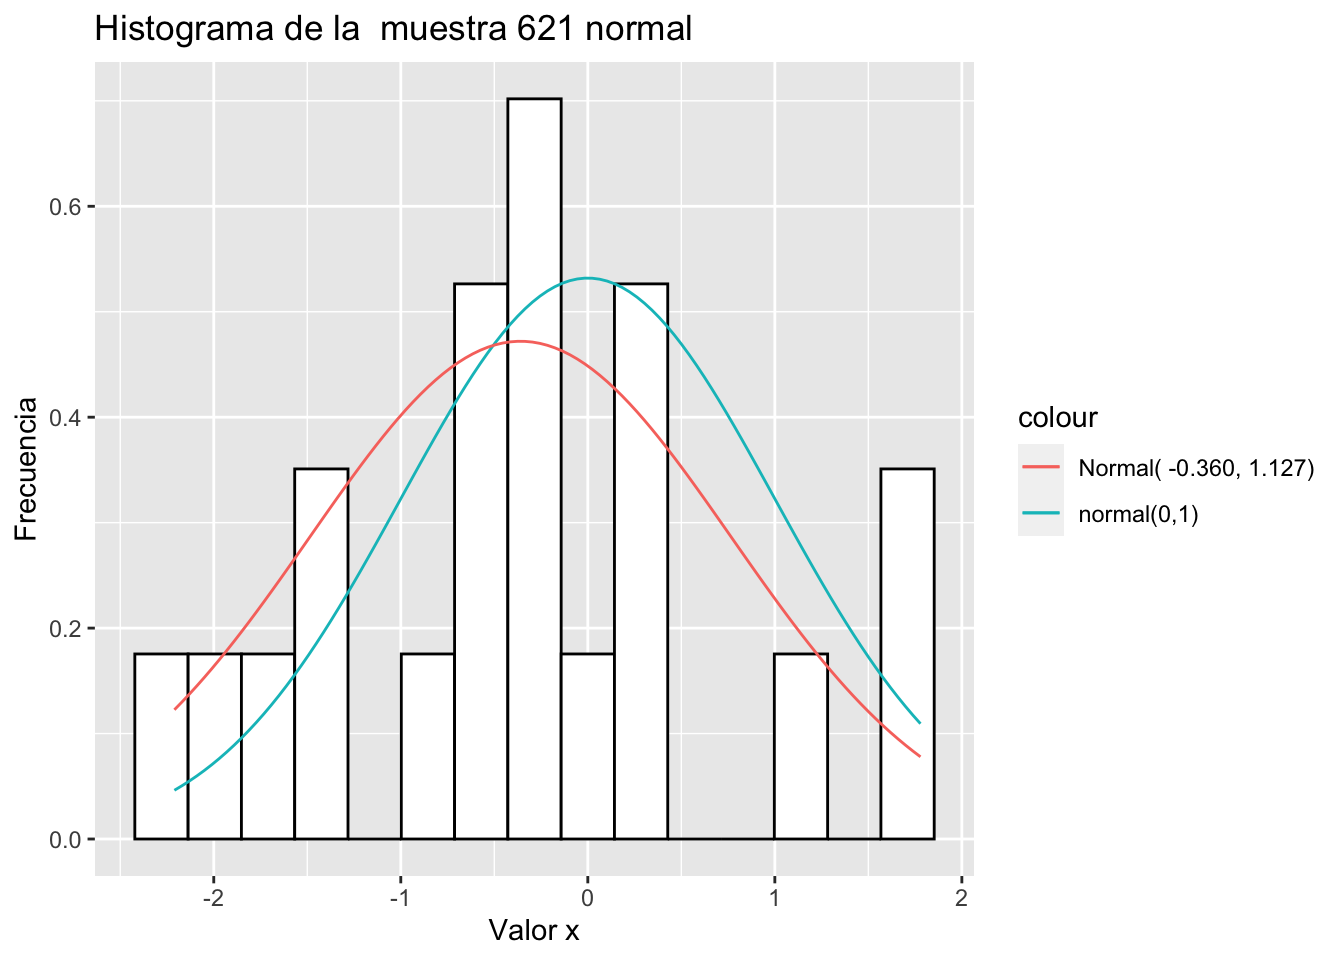 Histograma de la  muestra 621 normal
Frecuencia
0.6
0.4
0.2
0.0
-2 -1 0 1 2
Valor x
colour
Normal( -0.360, 1.127)
normal(0,1)